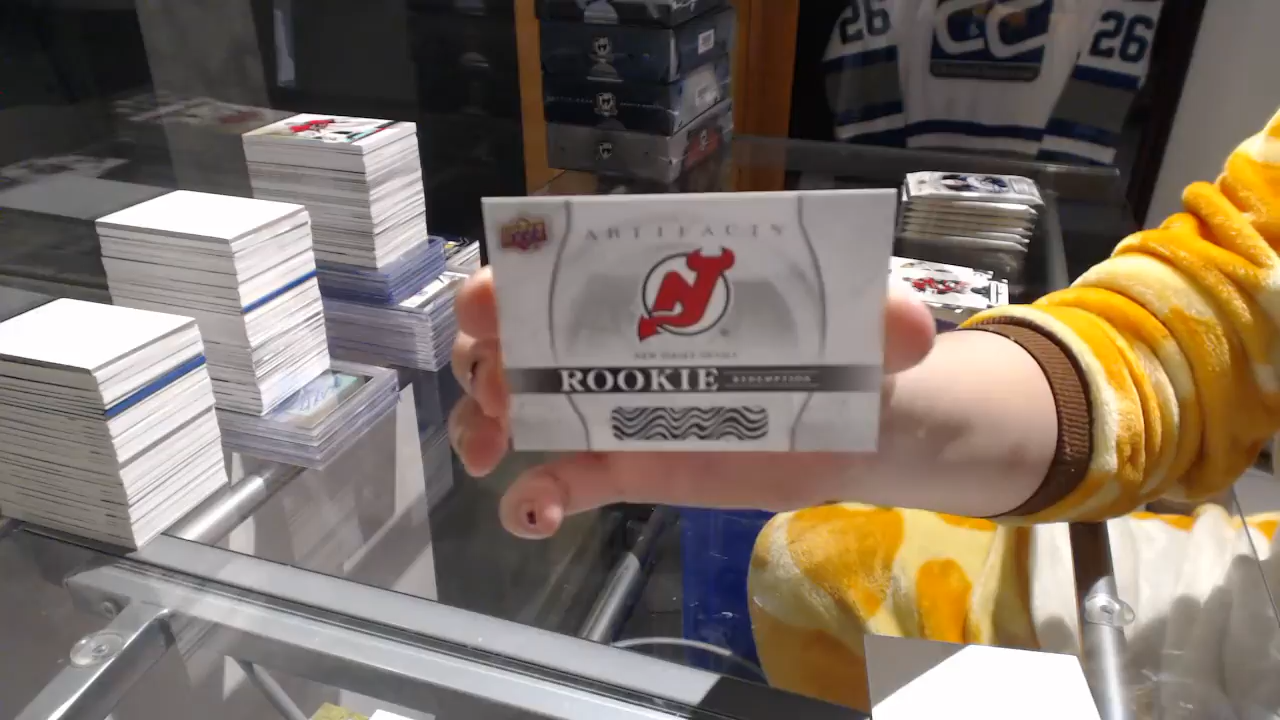 26
26
ARTIFACTS
NEW JERSEY DEVILS
ROOKIE REDEMPTION